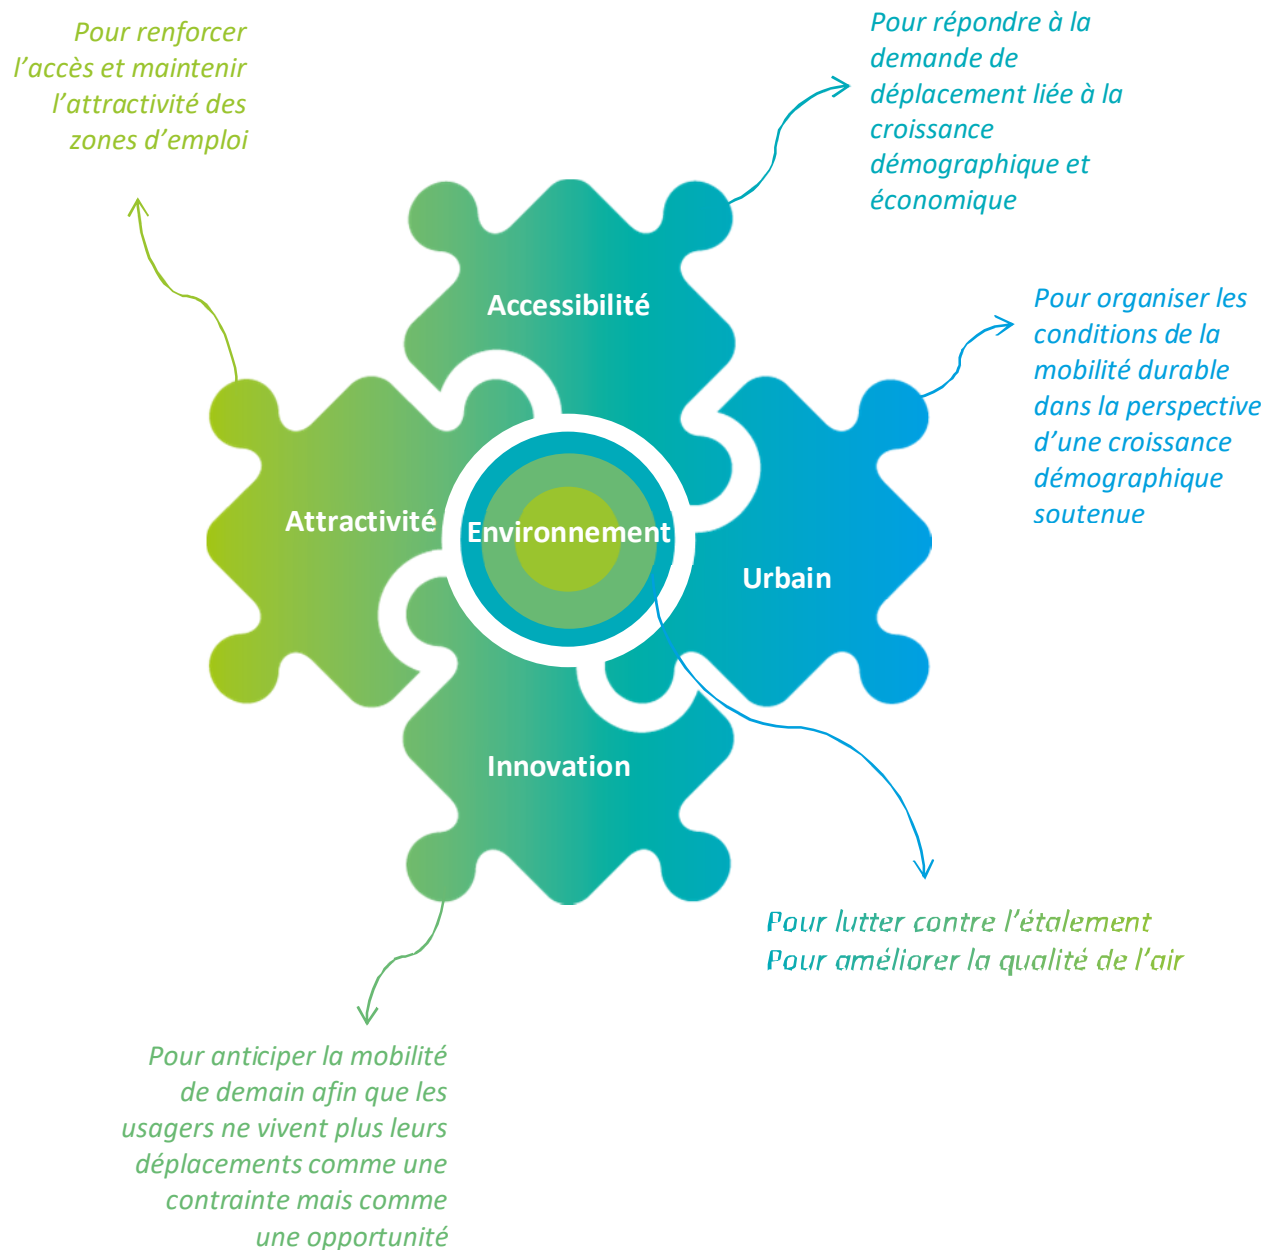 Pour renforcer
l’accès et maintenir
l’attractivité des
zones d’emploi
Pour répondre à la
demande de
déplacement liée à la
croissance
démographique et
économique
Accessibilité
Pour organiser les
conditions de la
mobilité durable
dans la perspective
d’une croissance
démographique
soutenue
Attractivité
Environnement
Urbain
Innovation
Pour lutter contre l’étalement
Pour améliorer la qualité de l’air
Pour anticiper la mobilité
de demain afin que les
usagers ne vivent plus leurs
déplacements comme une
contrainte mais comme
une opportunité